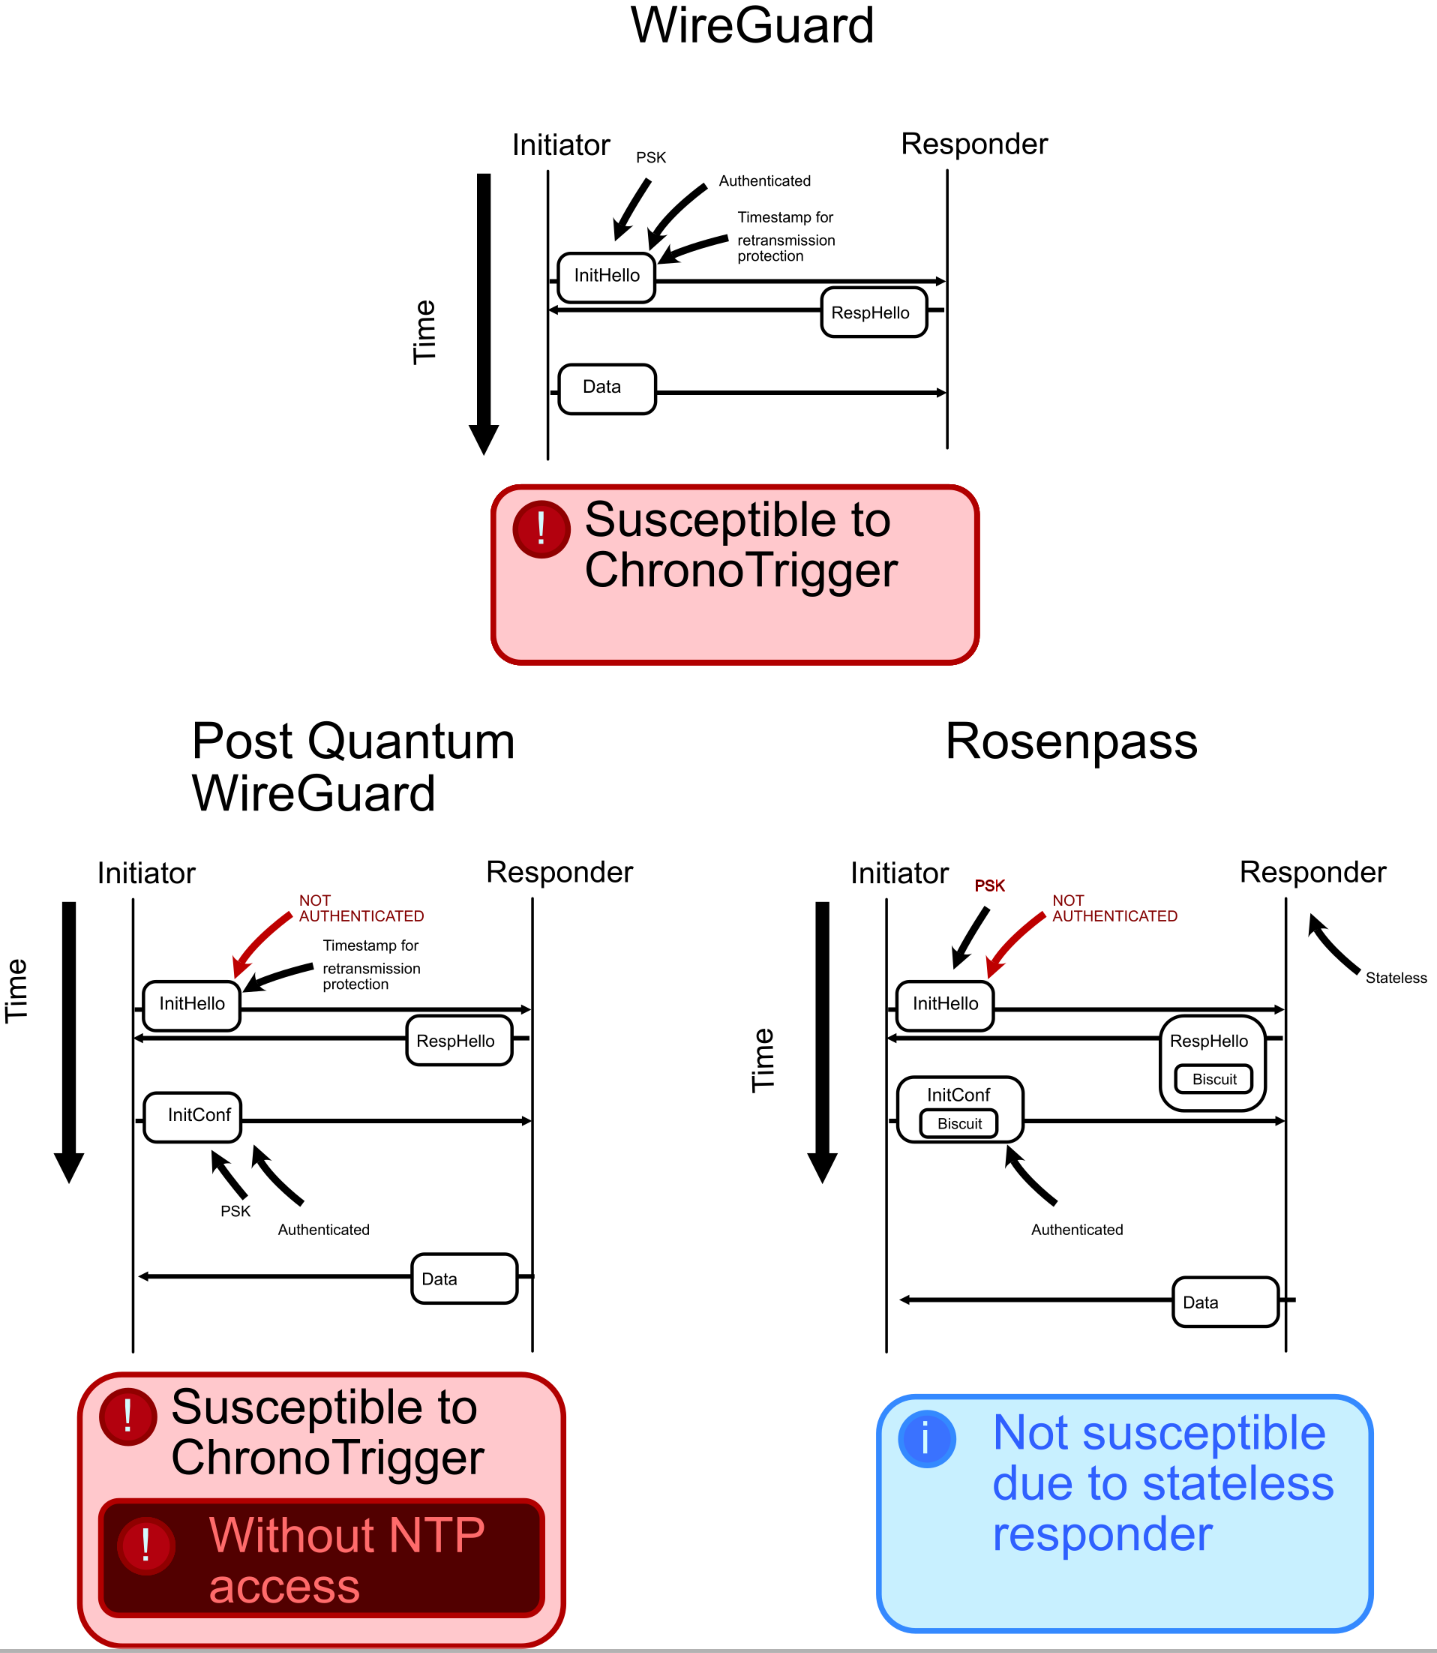 WireGuard
Initiator
Responder
PSK
Authenticated
Timestamp for
retransmission
protection
InitHello
RespHello
Time
Data
!
Susceptible to
ChronoTrigger
Post Quantum
WireGuard
Initiator
Responder
NOT
AUTHENTICATED
Timestamp for
retransmission
protection
Time
InitHello
RespHello
InitConf
PSK
Authenticated
Data
!
Susceptible to
ChronoTrigger
!
Without NTP
access
Rosenpass
Initiator
Responder
PSK
NOT
AUTHENTICATED
Stateless
InitHello
RespHello
Biscuit
Time
InitConf
Biscuit
Authenticated
Data
i
Not susceptible
due to stateless
responder